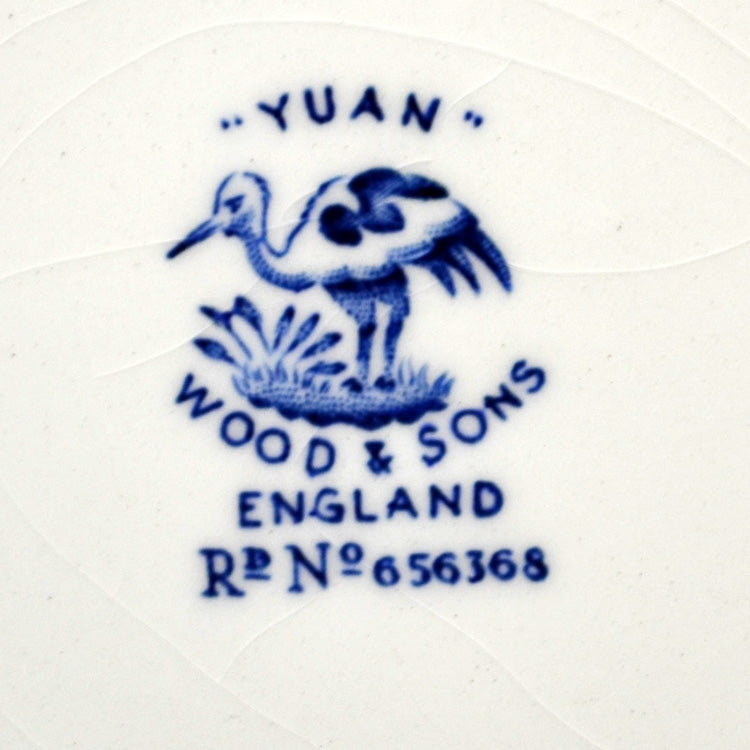 "YUAN"
WOOD & SONS
ENGLAND
RD No 656368